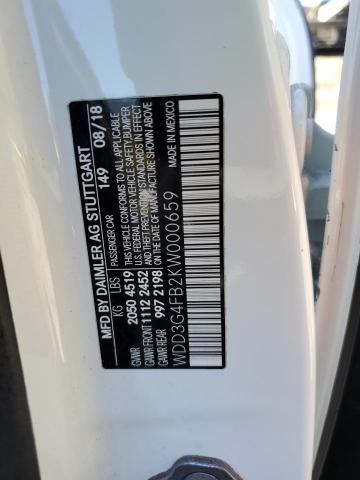 MFD BY DAIMLER AG STUTTGART 08/18
KG LBS PASSENGER CAR 149
GVWR 2050 4519 THIS VEHICLE CONFORMS TO ALL APPLICABLE
GAWR FRONT 1112 2452 U.S. FEDERAL MOTOR VEHICLE SAFETY, BUMPER
GAWR REAR 997 2198 AND THEFT PREVENTION STANDARDS IN EFFECT
ON THE DATE OF MANUFACTURE SHOWN ABOVE.
WDD3G4FB2KW000659 MADE IN MEXICO